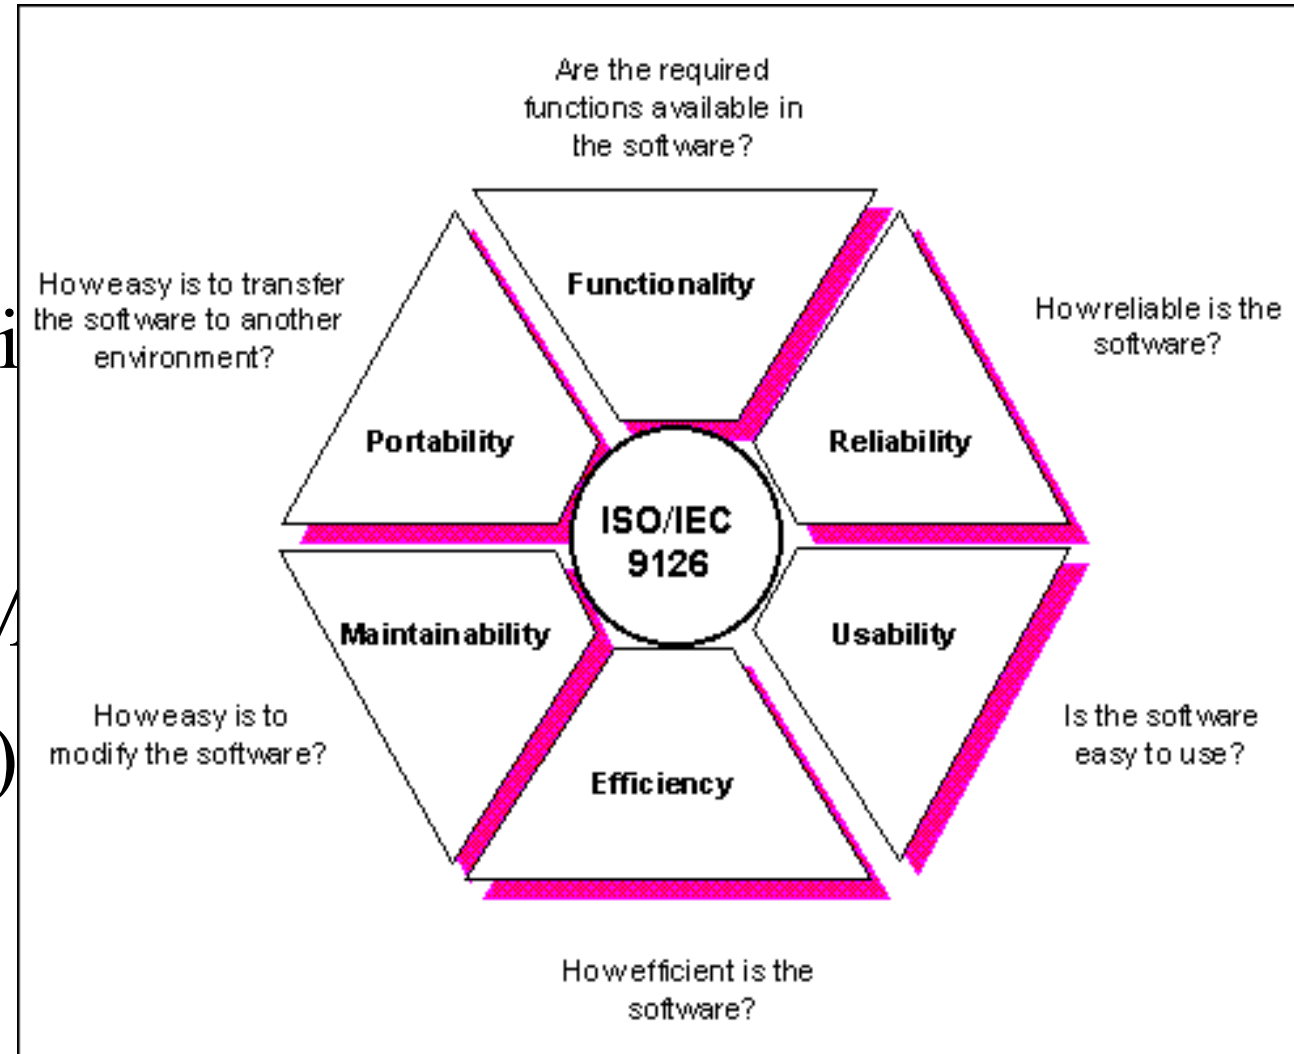 Are the required
functions available in
the software?
Functionality
How easy is to transfer
the software to another
environment?
How reliable is the
software?
Portability
Reliability
ISO/IEC
9126
Maintainability
Usability
How easy is to
modify the software?
Is the software
easy to use?
Efficiency
How efficient is the
software?
i
)